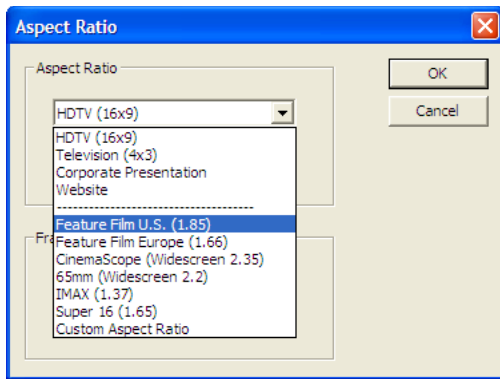 Aspect Ratio
Aspect Ratio
OK
HDTV (16x9)
Cancel
HDTV (16x9)
Television (4x3)
Corporate Presentation
Website
------------------------------------
Feature Film U.S. (1.85)
Feature Film Europe (1.66)
CinemaScope (Widescreen 2.35)
65mm (Widescreen 2.2)
IMAX (1.37)
Super 16 (1.65)
Custom Aspect Ratio